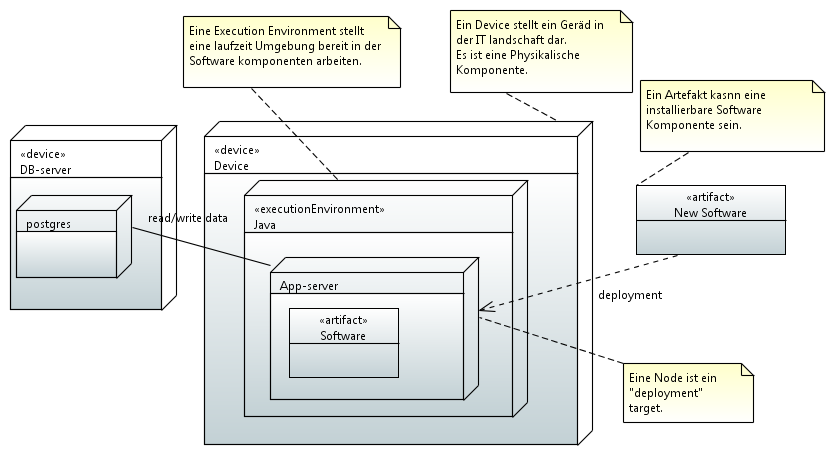 Eine Execution Environment stellt
eine laufzeit Umgebung bereit in der
Software komponenten arbeiten.
Ein Device stellt ein Geräd in
der IT landschaft dar.
Es ist eine Physikalische
Komponente.
Ein Artefakt kasnn eine
installierbare Software
Komponente sein.
«device»
DB-server
postgres
read/write data
«device»
Device
«executionEnvironment»
Java
App-server
«artifact»
Software
«artifact»
New Software
deployment
Eine Node ist ein
"deployment"
target.